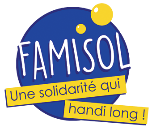 FAMISOL
Une solidarité qui
handi long !